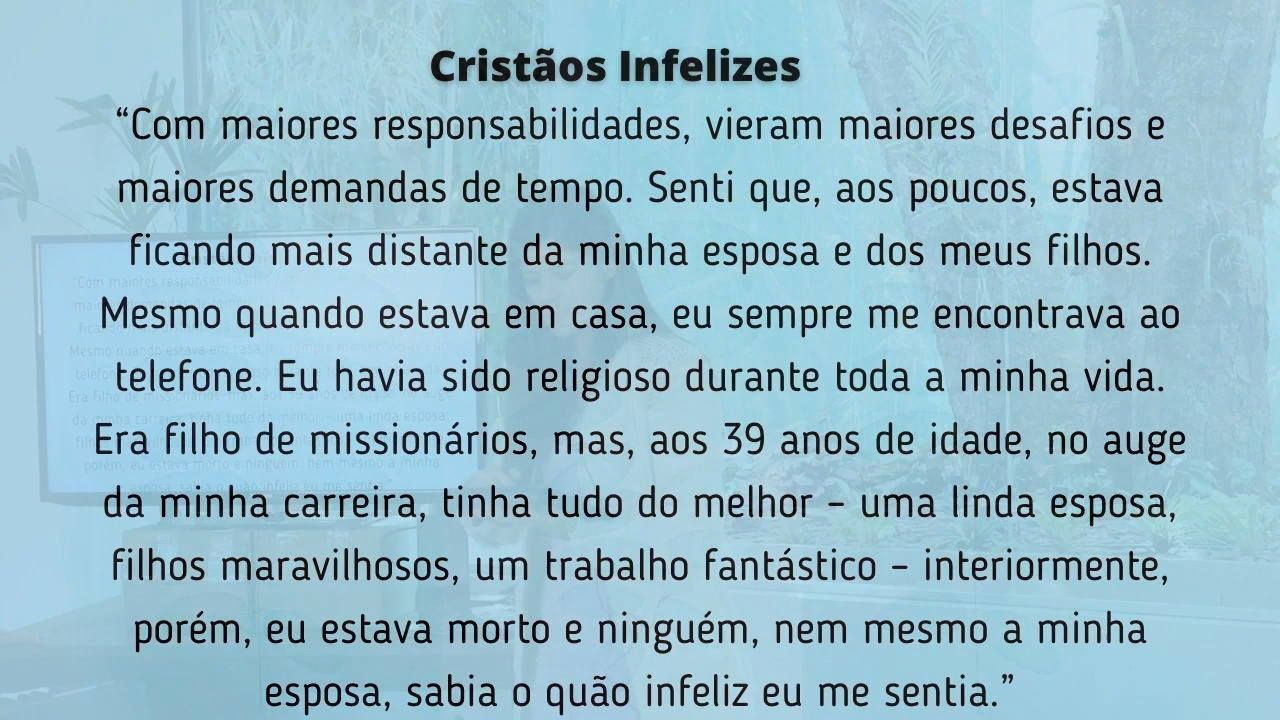 Cristãos Infelizes
“Com maiores responsabilidades, vieram maiores desafios e
maiores demandas de tempo. Senti que, aos poucos, estava
ficando mais distante da minha esposa e dos meus filhos.
Mesmo quando estava em casa, eu sempre me encontrava ao
telefone. Eu havia sido religioso durante toda a minha vida.
Era filho de missionários, mas, aos 39 anos de idade, no auge
da minha carreira, tinha tudo do melhor – uma linda esposa,
filhos maravilhosos, um trabalho fantástico – interiormente,
porém, eu estava morto e ninguém, nem mesmo a minha
esposa, sabia o quão infeliz eu me sentia.”